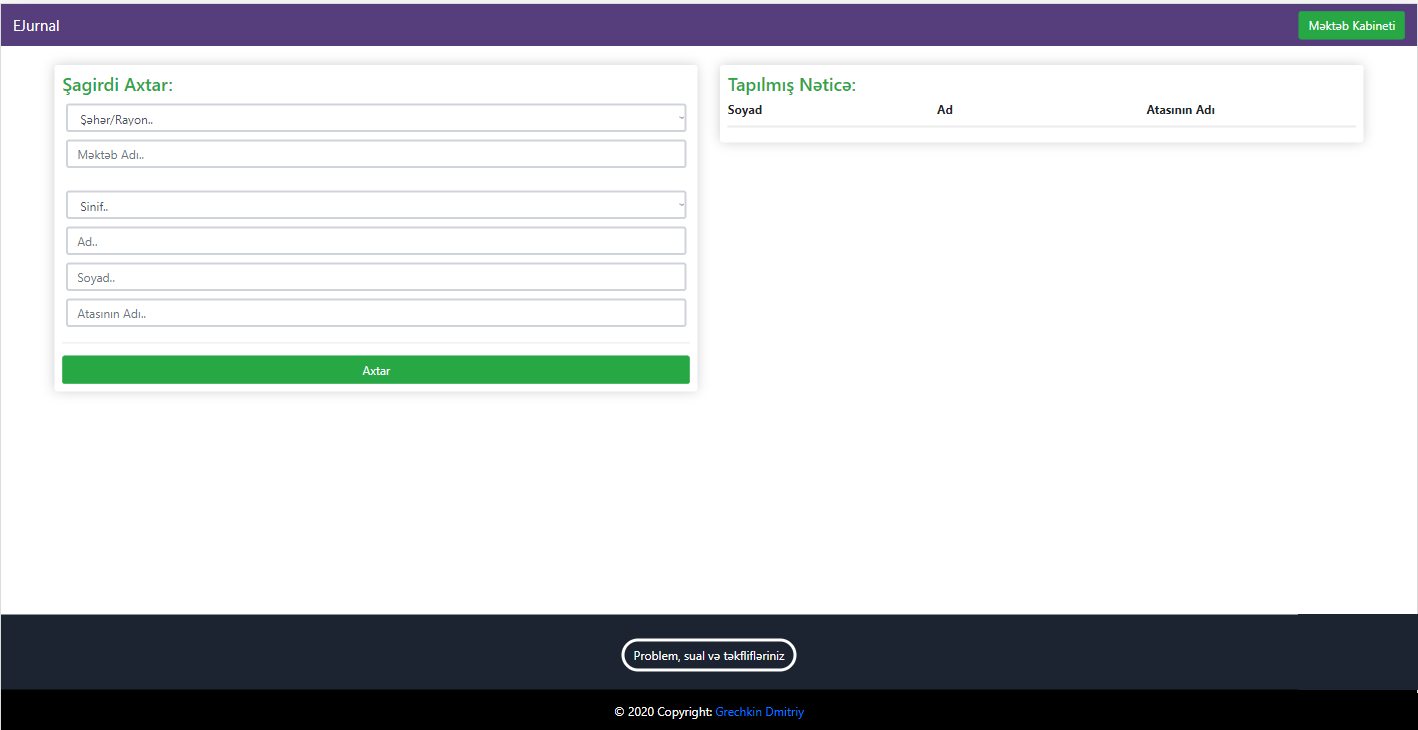 EJurnal
Məktəb Kabineti
Şagirdi Axtar:
Şəhər/Rayon..
Məktəb Adı..
Sinif..
Ad..
Soyad..
Atasının Adı..
Axtar
Tapılmış Nəticə:
Soyad Ad Atasının Adı
Problem, sual və təkflifləriniz
© 2020 Copyright: Grechkin Dmitriy